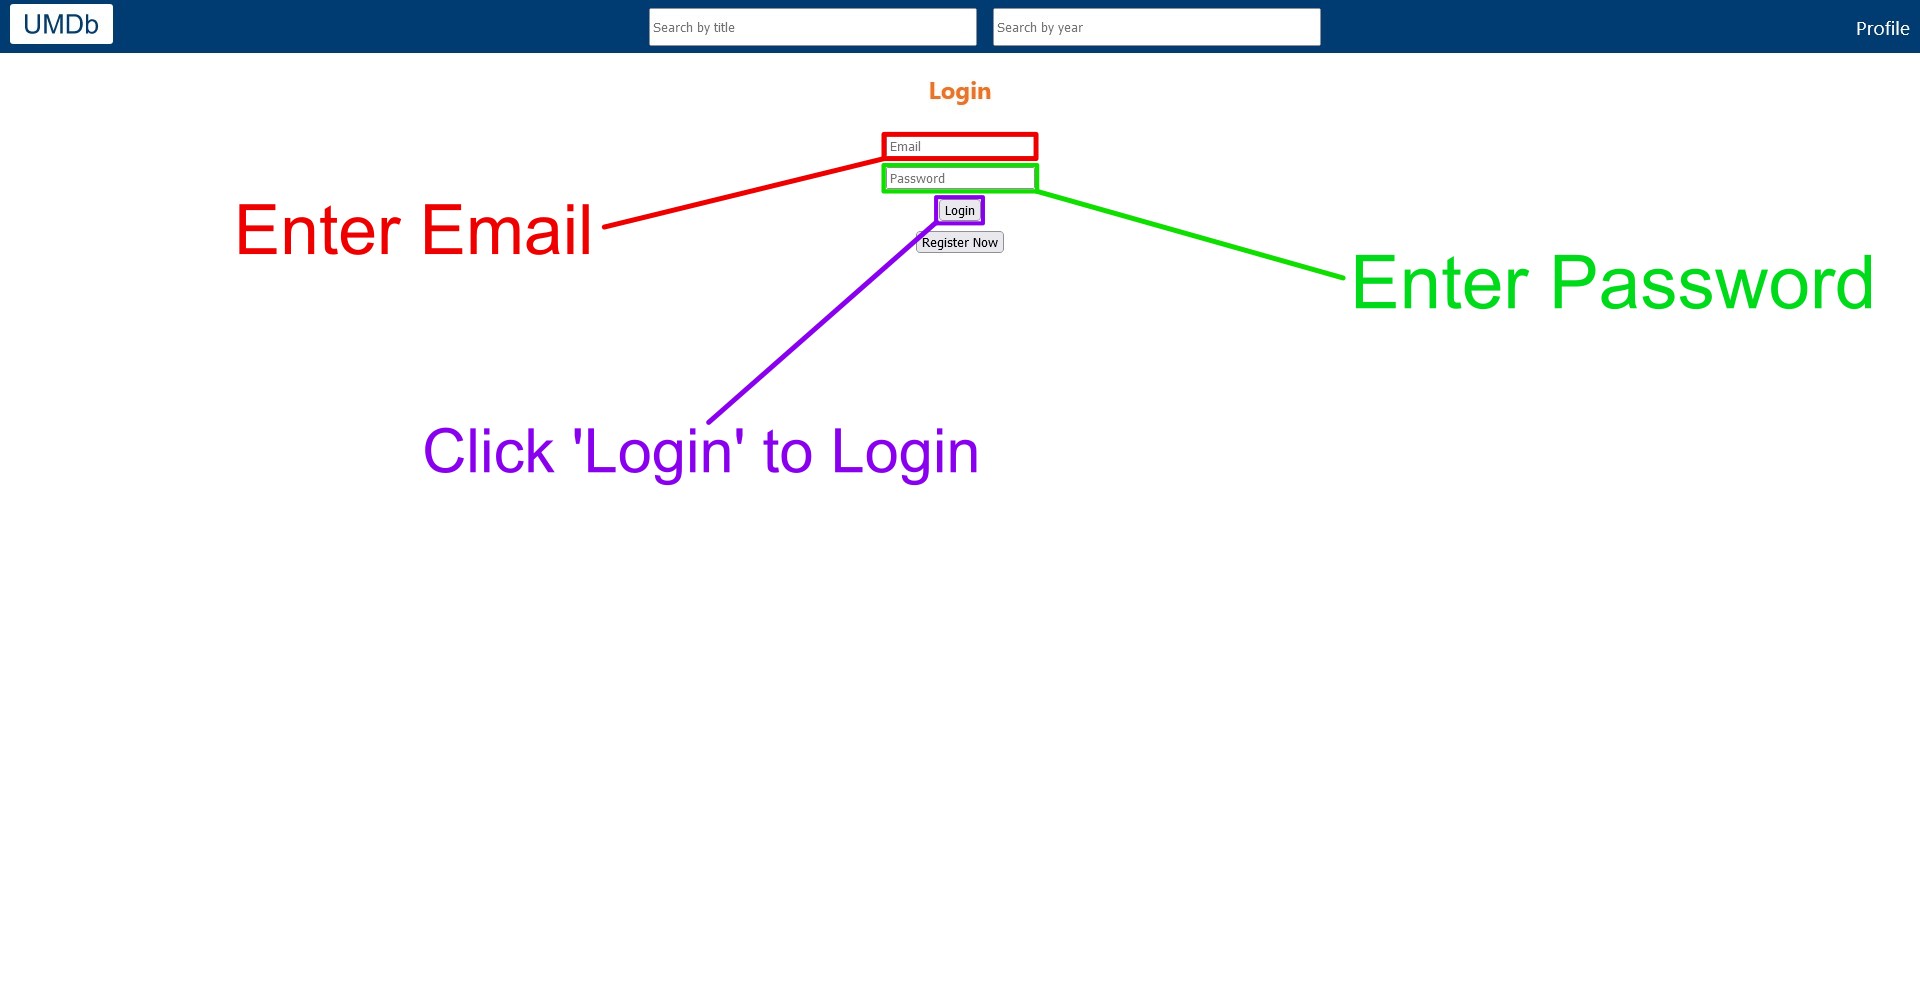 UMDb
Search by title
Search by year
Profile
Login
Email
Password
Login
Register Now
Enter Email
Enter Password
Click 'Login' to Login